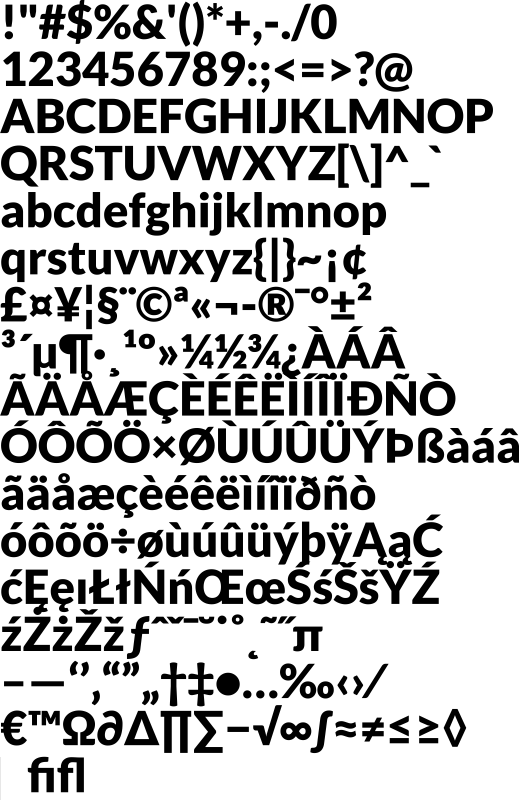 !"#$%&'()*+,-./0
123456789:;<=>?@
ABCDEFGHIJKLMNOP
QRSTUVWXYZ[\]^_`
abcdefghijklmnop
qrstuvwxyz{|}~¡¢
£¤¥¦§¨©ª«¬-®¯°±²
³´µ¶·¸¹º»¼½¾¿ÀÁÂ
ÃÄÅÆÇÈÉÊËÌÍÎÏÐÑÒ
ÓÔÕÖ×ØÙÚÛÜÝÞßàáâ
ãäåæçèéêëìíîïðñò
óôõö÷øùúûüýþÿĄąĆ
ćĘęıŁłŃńŒœŚśŠšŸŹ
źŻżŽžƒˆˇˉ˘˙˚˛˜˝π
–—‘’‚“”„†‡•…‰‹›⁄
€™Ω∂∆∏∑−√∞∫≈≠≤≥◊
fifl